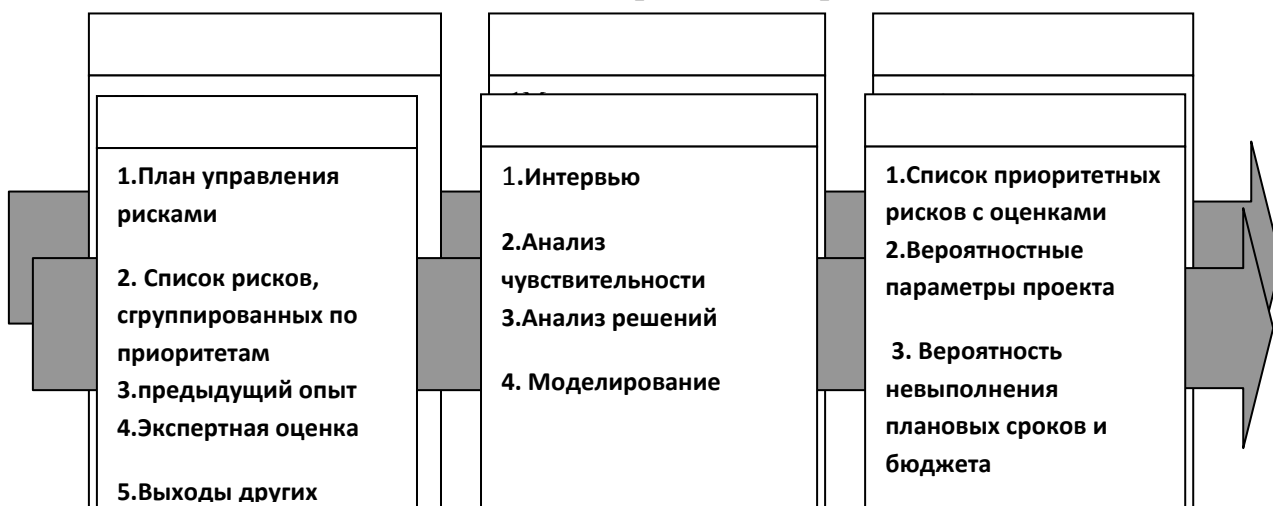 1.План управления
рисками
2. Список рисков,
сгруппированных по
приоритетам
3.предыдущий опыт
4.Экспертная оценка
5.Выходы других
1.Интервью
2.Анализ
чувствительности
3.Анализ решений
4. Моделирование
1.Список приоритетных
рисков с оценками
2.Вероятностные
параметры проекта
3. Вероятность
невыполнения
плановых сроков и
бюджета